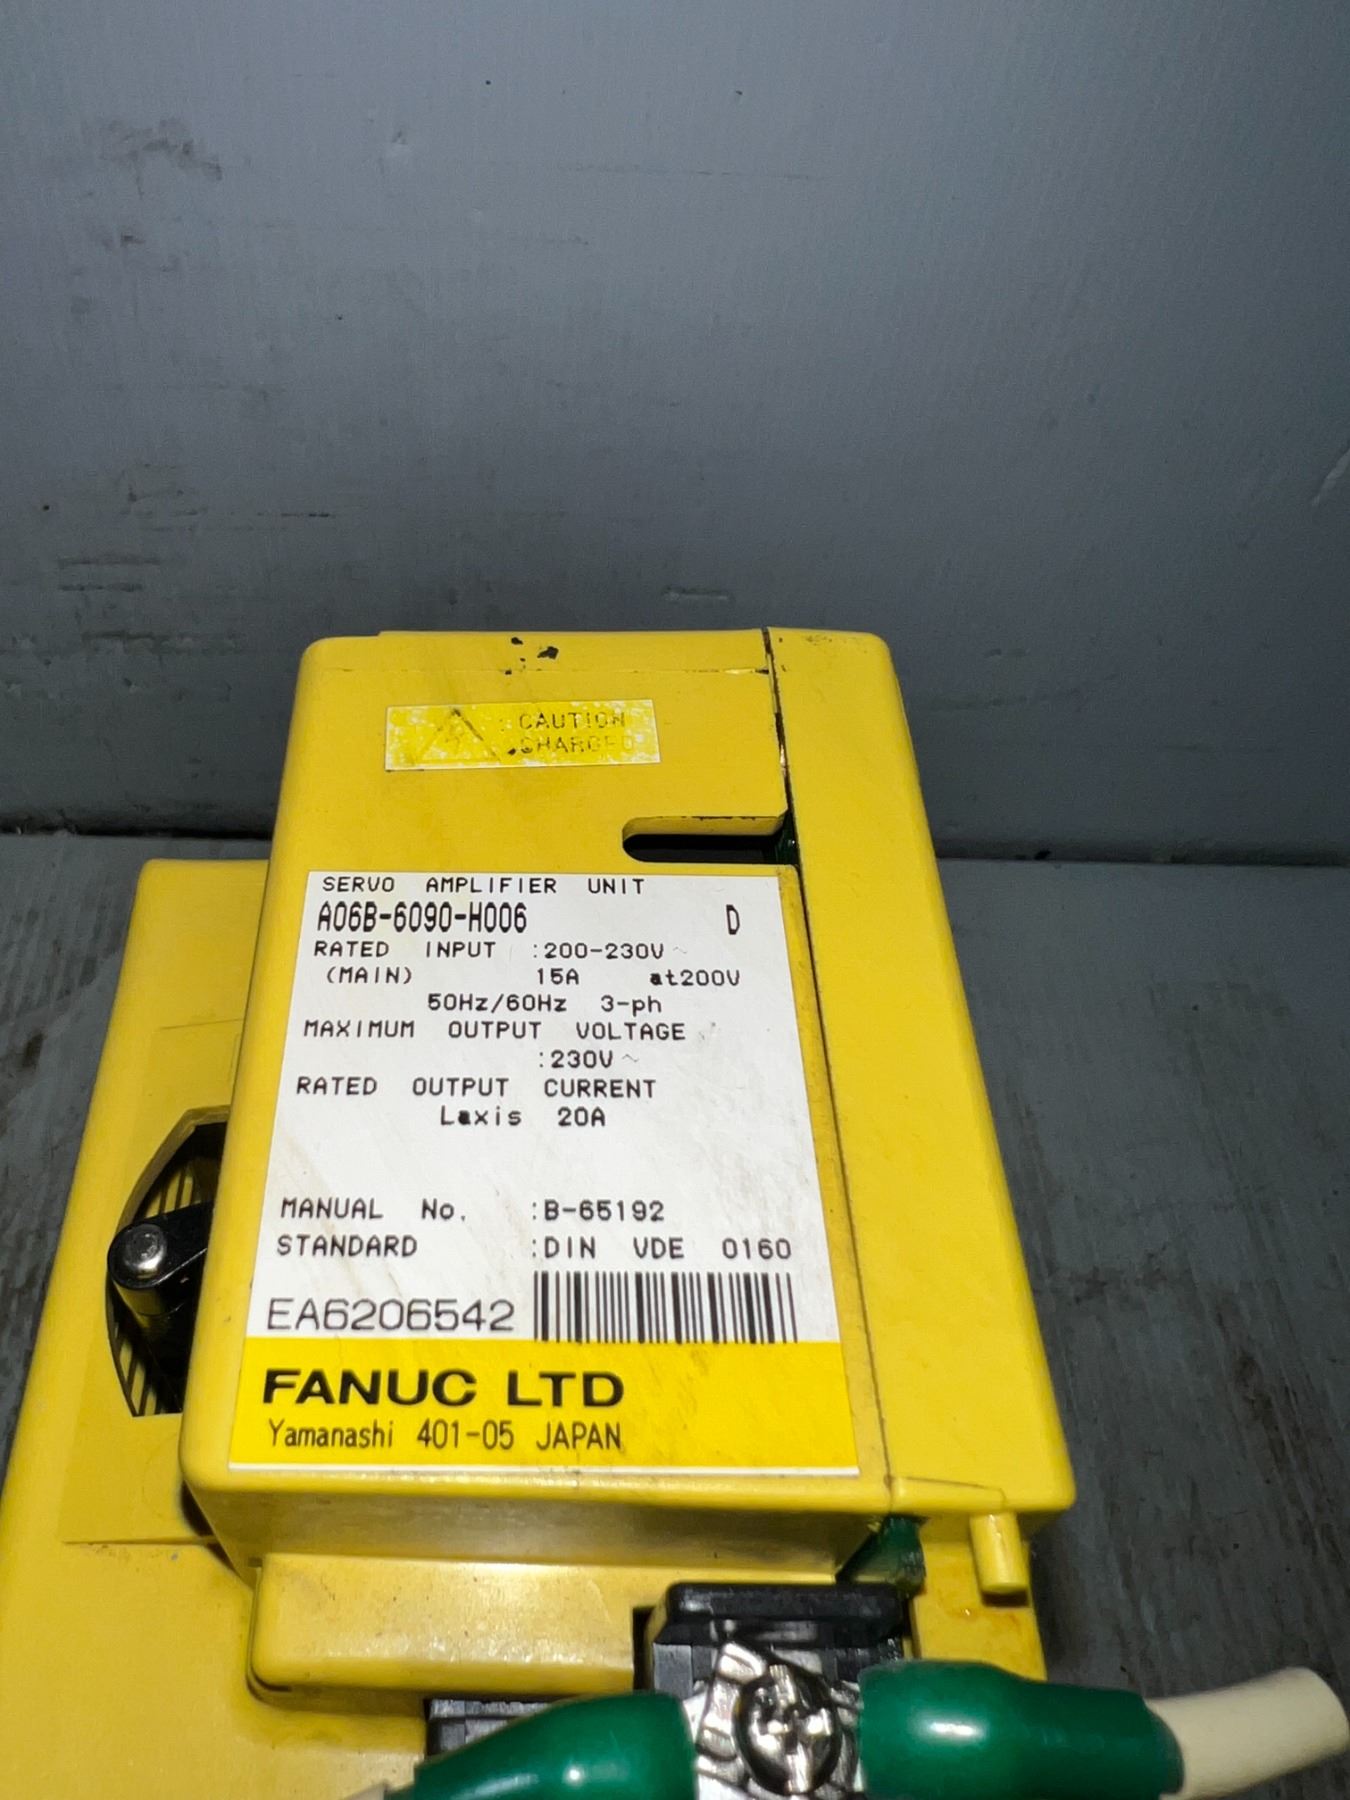 CAUTION
CHARGED
SERVO AMPLIFIER UNIT
A06B-6090-H006 D
RATED INPUT :200-230V~
(MAIN) 15A at200V
50Hz/60Hz 3-ph
MAXIMUM OUTPUT VOLTAGE
:230V~
RATED OUTPUT CURRENT
Laxis 20A
MANUAL No. :B-65192
STANDARD :DIN VDE 0160
EA6206542
FANUC LTD
Yamanashi 401-05 JAPAN